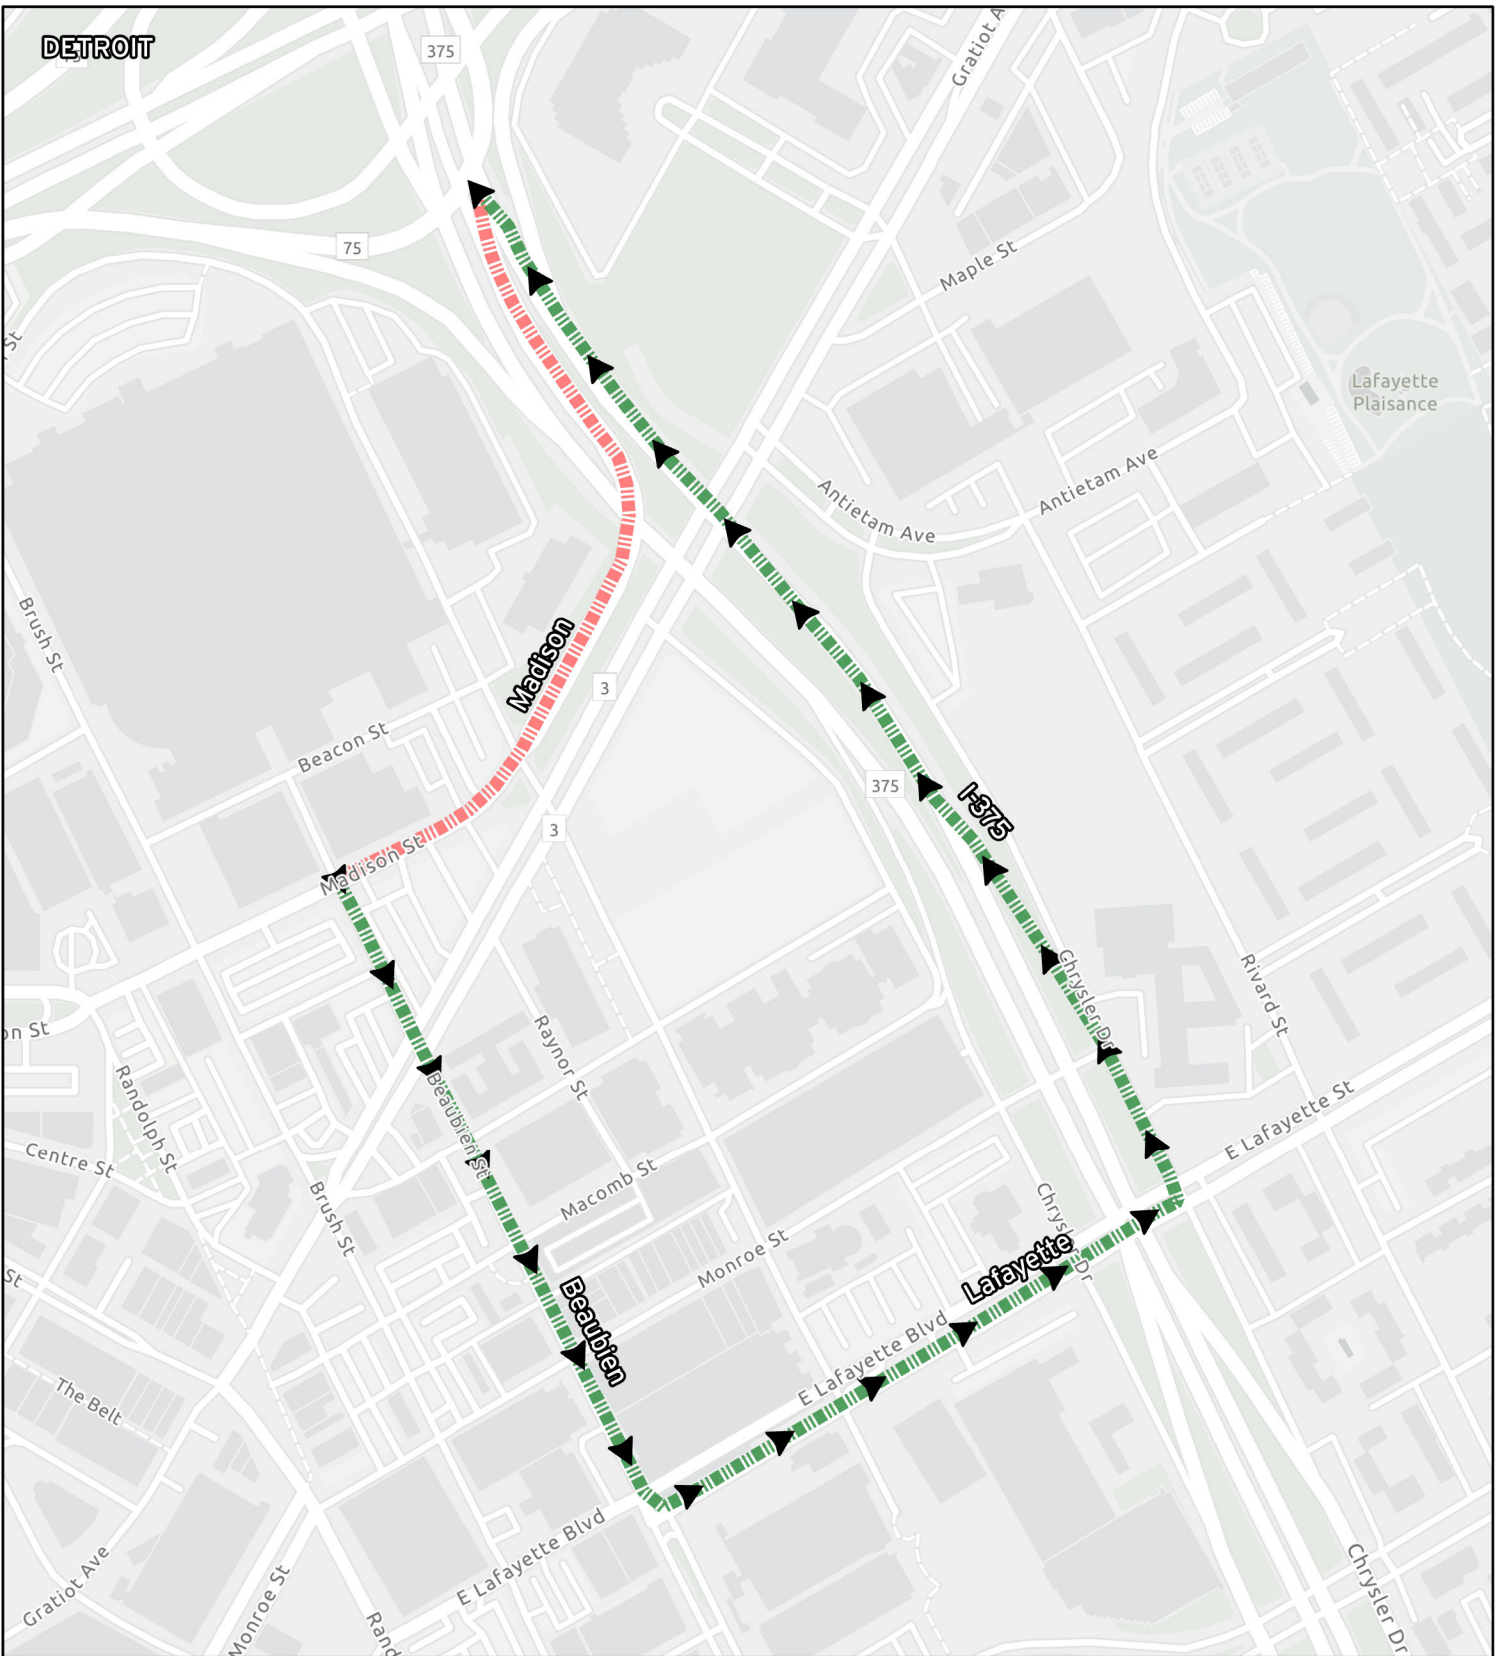 DETROIT
375
Gratiot A
75
Maple St
Lafayette
Plaisance
Antietam Ave
Antietam Ave
Brush St
Madison
3
Beacon St
375
I-375
3
Madison St
Chrysler Dr
Rivard St
on St
Raynor St
Randolph St
Beaubien St
E Lafayette St
Centre St
Macomb St
Brush St
Chrysler Dr
Monroe St
Lafayette
St
Beaubien
E Lafayette Blvd
The Belt
E Lafayette Blvd
Gratiot Ave
Monroe St
Rand
Chrysler Dr